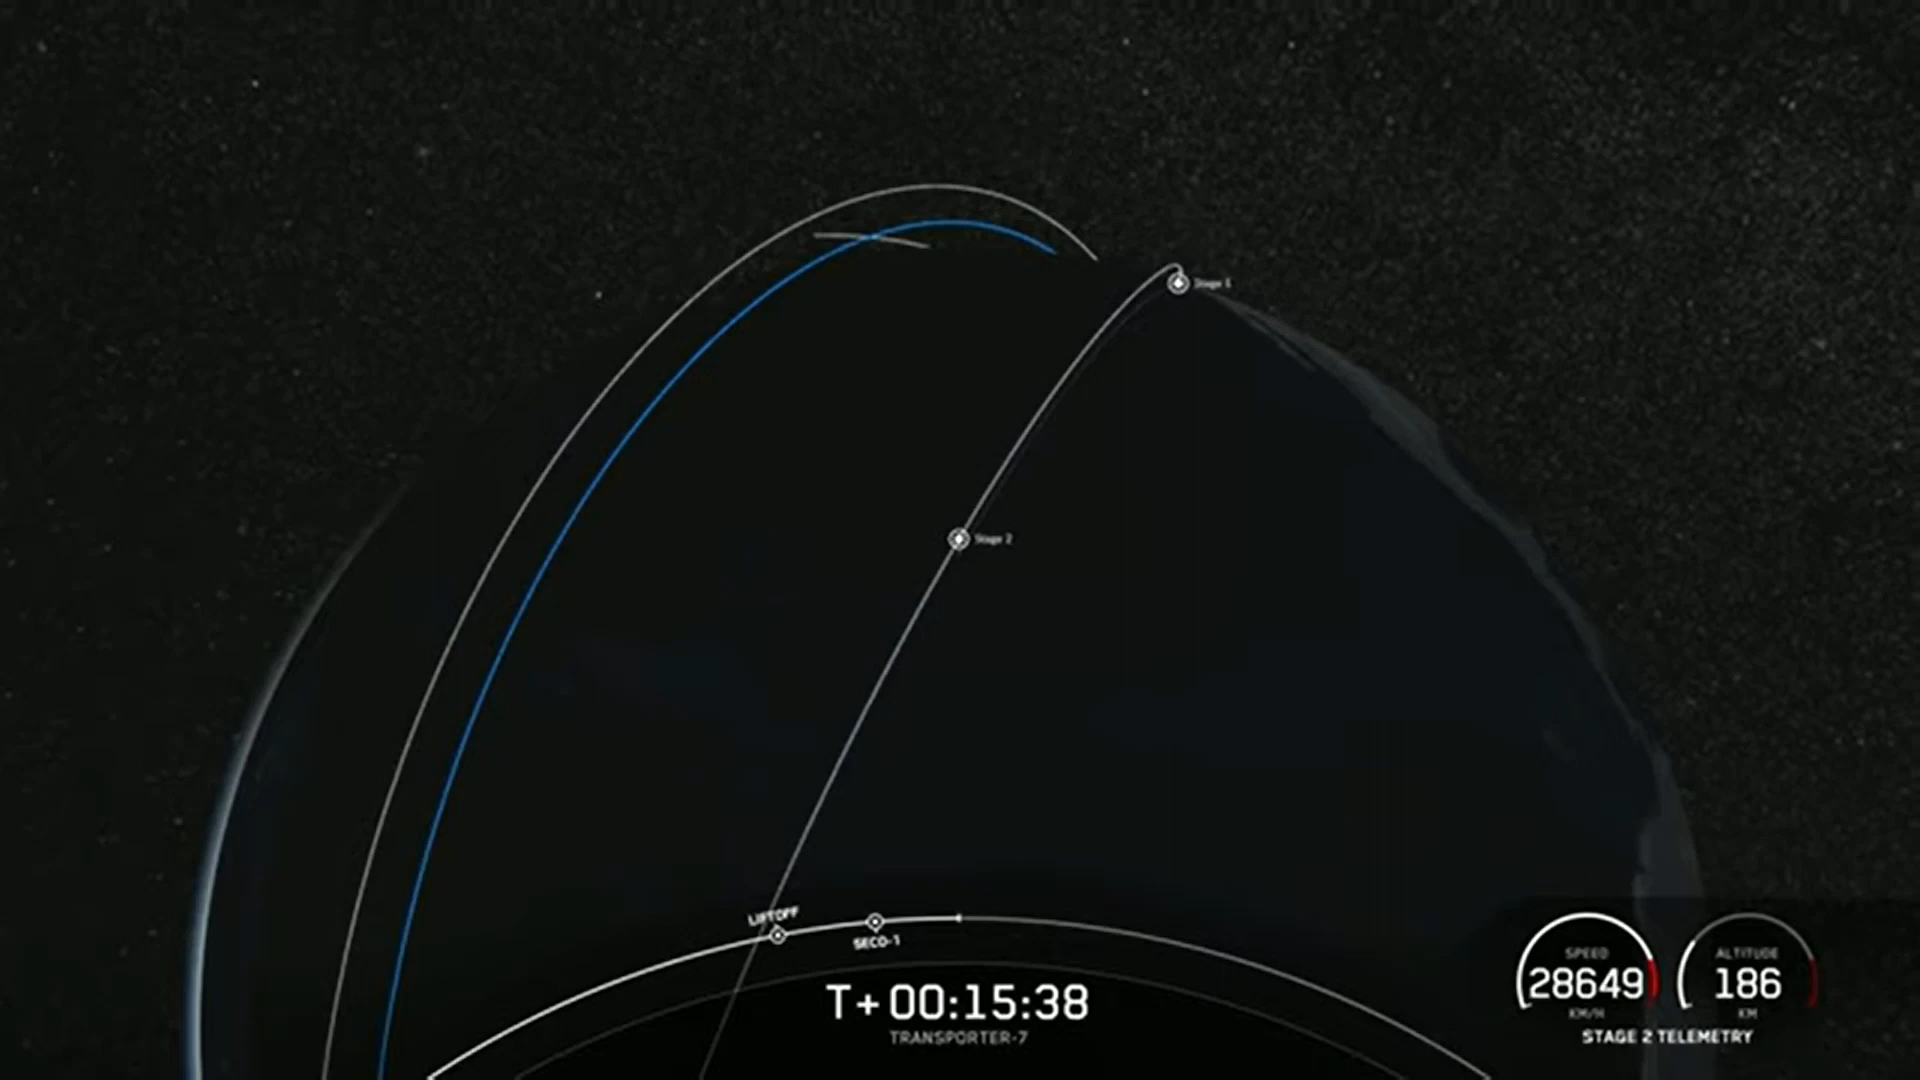 Stage 1
Stage 2
LIFTOFF
SECO-1
T+00:15:38
TRANSPORTER-7
SPEED
28649
KM/H
ALTITUDE
186
KM
STAGE 2 TELEMETRY